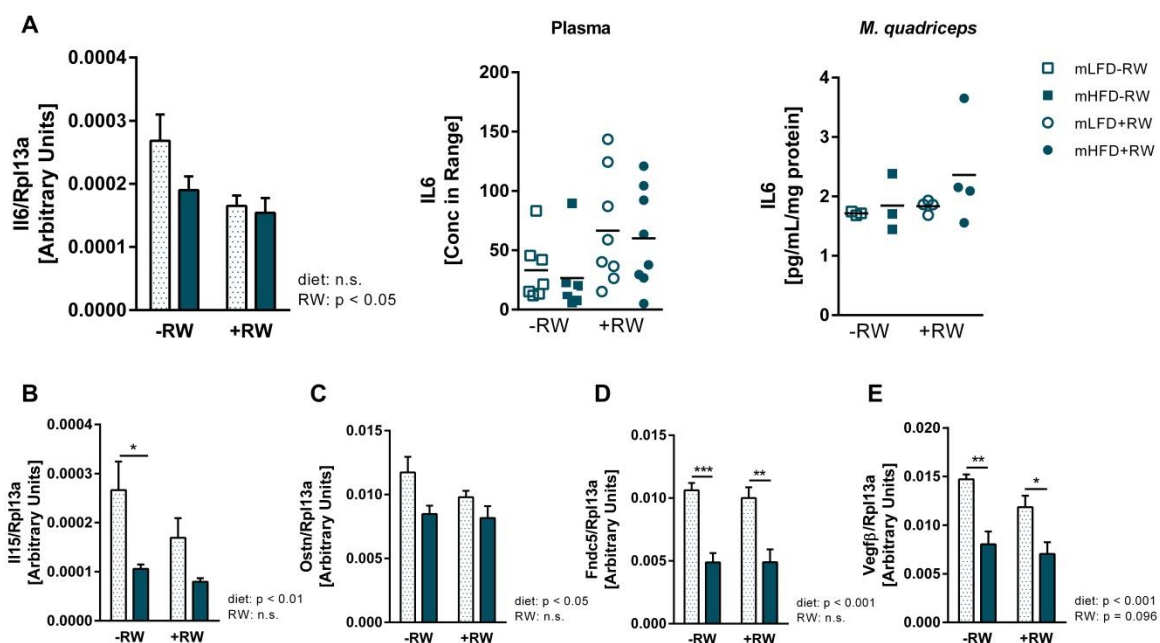 A
Il6/Rpl13a
[Arbitrary Units]
0.0004
0.0003
0.0002
0.0001
0.0000
-RW
+RW
diet: n.s.
RW: p < 0.05
Plasma
IL6
[Conc in Range]
200
150
100
50
0
-RW
+RW
M. quadriceps
IL6
[pg/mL/mg protein]
4
3
2
1
0
-RW
+RW
mLFD-RW
mHFD-RW
mLFD+RW
mHFD+RW
B
Il15/Rpl13a
[Arbitrary Units]
0.0004
0.0003
0.0002
0.0001
0.0000
*
-RW
+RW
diet: p < 0.01
RW: n.s.
C
Ostn/Rpl13a
[Arbitrary Units]
0.015
0.010
0.005
0.000
-RW
+RW
diet: p < 0.05
RW: n.s.
D
Fndc5/Rpl13a
[Arbitrary Units]
0.015
0.010
0.005
0.000
***
**
-RW
+RW
diet: p < 0.001
RW: n.s.
E
Vegfβ/Rpl13a
[Arbitrary Units]
0.020
0.015
0.010
0.005
0.000
**
*
-RW
+RW
diet: p < 0.001
RW: p = 0.096